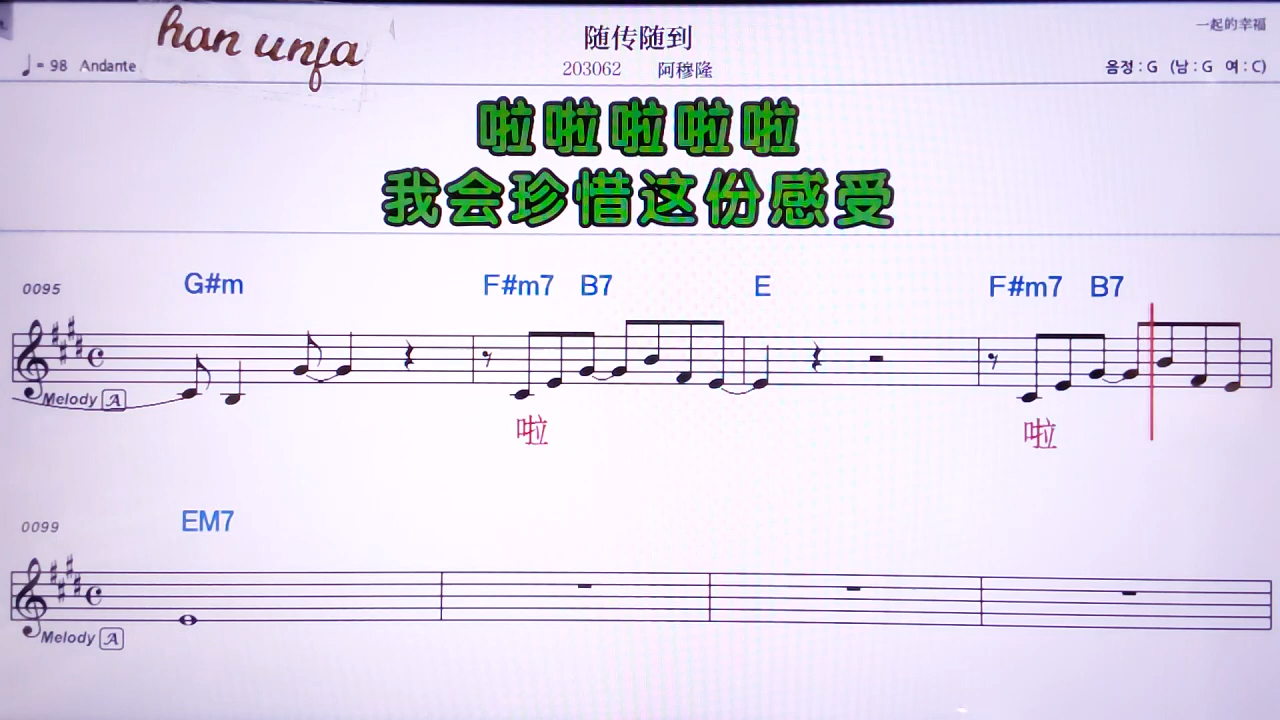 han unfa
随传随到
一起的幸福
♩= 98 Andante
203062 阿穆隆
음정 : G (남 : G 여 : C)
啦啦啦啦啦
我会珍惜这份感受
0095 G#m F#m7 B7 E F#m7 B7
Melody A
啦 啦
0099 EM7
Melody A